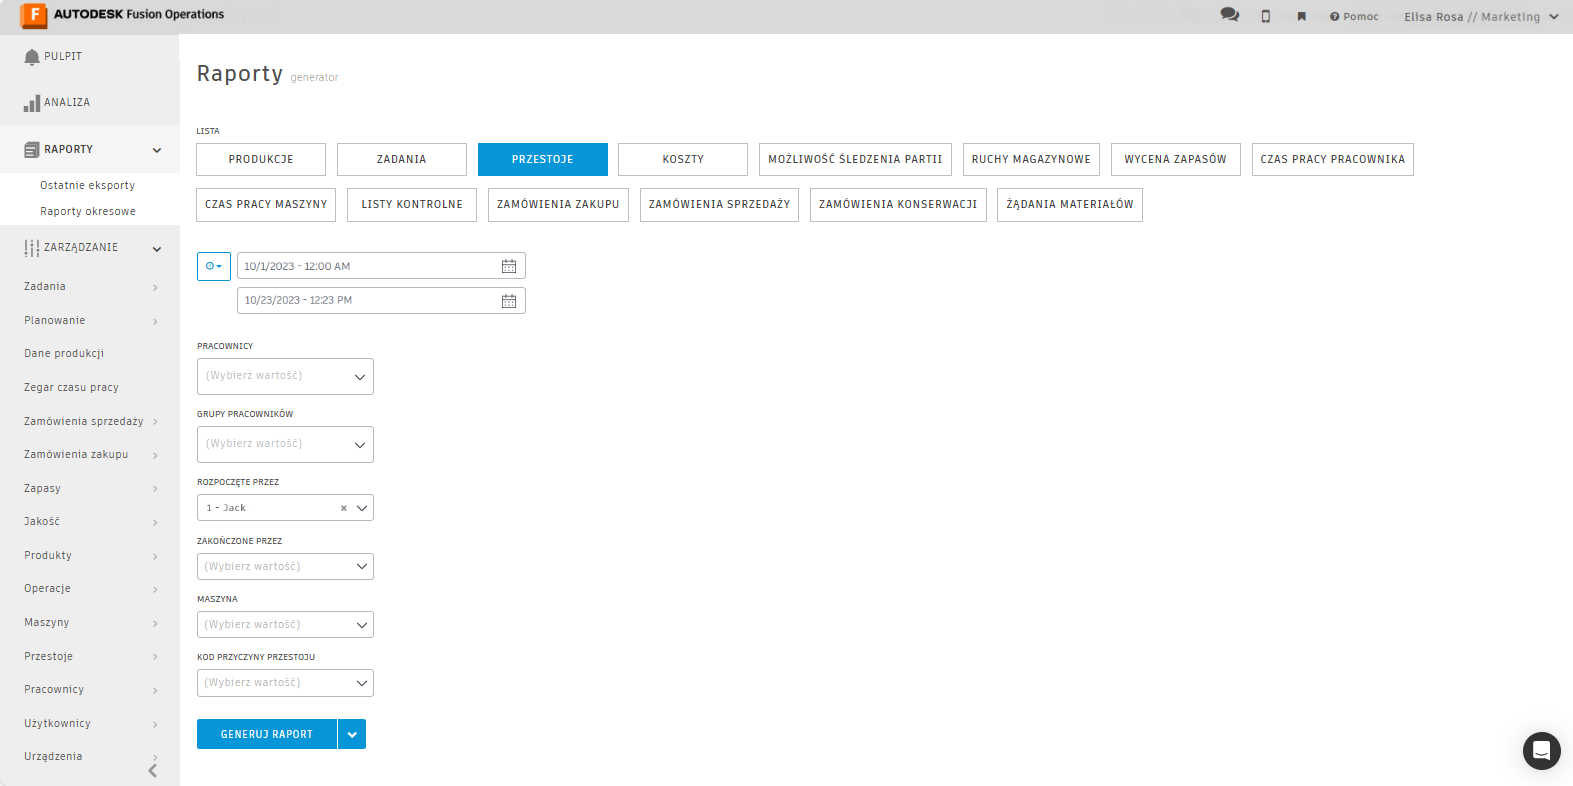 AUTODESK Fusion Operations
Pomoc
Elisa Rosa // Marketing
PULPIT
ANALIZA
RAPORTY
Ostatnie eksporty
Raporty okresowe
ZARZĄDZANIE
Zadania
Planowanie
Dane produkcji
Zegar czasu pracy
Zamówienia sprzedaży
Zamówienia zakupu
Zapasy
Jakość
Produkty
Operacje
Maszyny
Przestoje
Pracownicy
Użytkownicy
Urządzenia
Raporty generator
LISTA
PRODUKCJE ZADANIA PRZESTOJE KOSZTY MOŻLIWOŚĆ ŚLEDZENIA PARTII RUCHY MAGAZYNOWE WYCENA ZAPASÓW CZAS PRACY PRACOWNIKA
CZAS PRACY MASZYNY LISTY KONTROLNE ZAMÓWIENIA ZAKUPU ZAMÓWIENIA SPRZEDAŻY ZAMÓWIENIA KONSERWACJI ŻĄDANIA MATERIAŁÓW
10/1/2023 - 12:00 AM
10/23/2023 - 12:23 PM
PRACOWNICY
(Wybierz wartość)
GRUPY PRACOWNIKÓW
(Wybierz wartość)
ROZPOCZĘTE PRZEZ
1 - Jack
ZAKOŃCZONE PRZEZ
(Wybierz wartość)
MASZYNA
(Wybierz wartość)
KOD PRZYCZYNY PRZESTOJU
(Wybierz wartość)
GENERUJ RAPORT